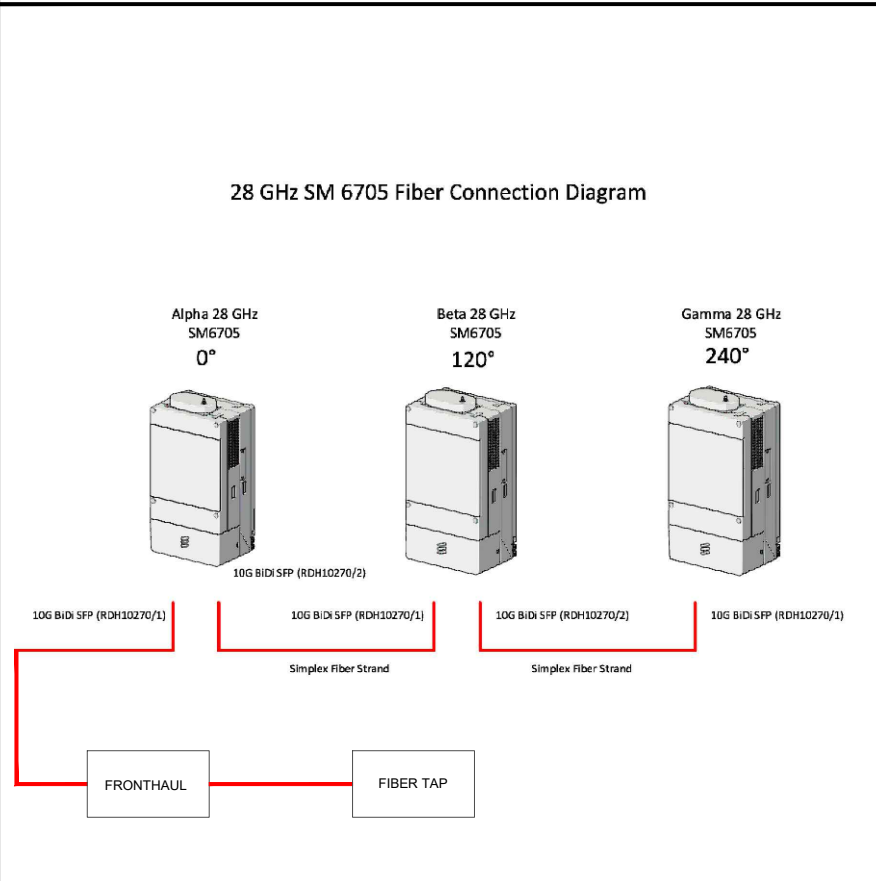 28 GHz SM 6705 Fiber Connection Diagram
Alpha 28 GHz
SM6705
0°
Beta 28 GHz
SM6705
120°
Gamma 28 GHz
SM6705
240°
10G BiDi SFP (RDH10270/2)
10G BiDi SFP (RDH10270/1)
10G BiDi SFP (RDH10270/1)
10G BiDi SFP (RDH10270/2)
10G BiDi SFP (RDH10270/1)
Simplex Fiber Strand
Simplex Fiber Strand
FRONTHAUL
FIBER TAP